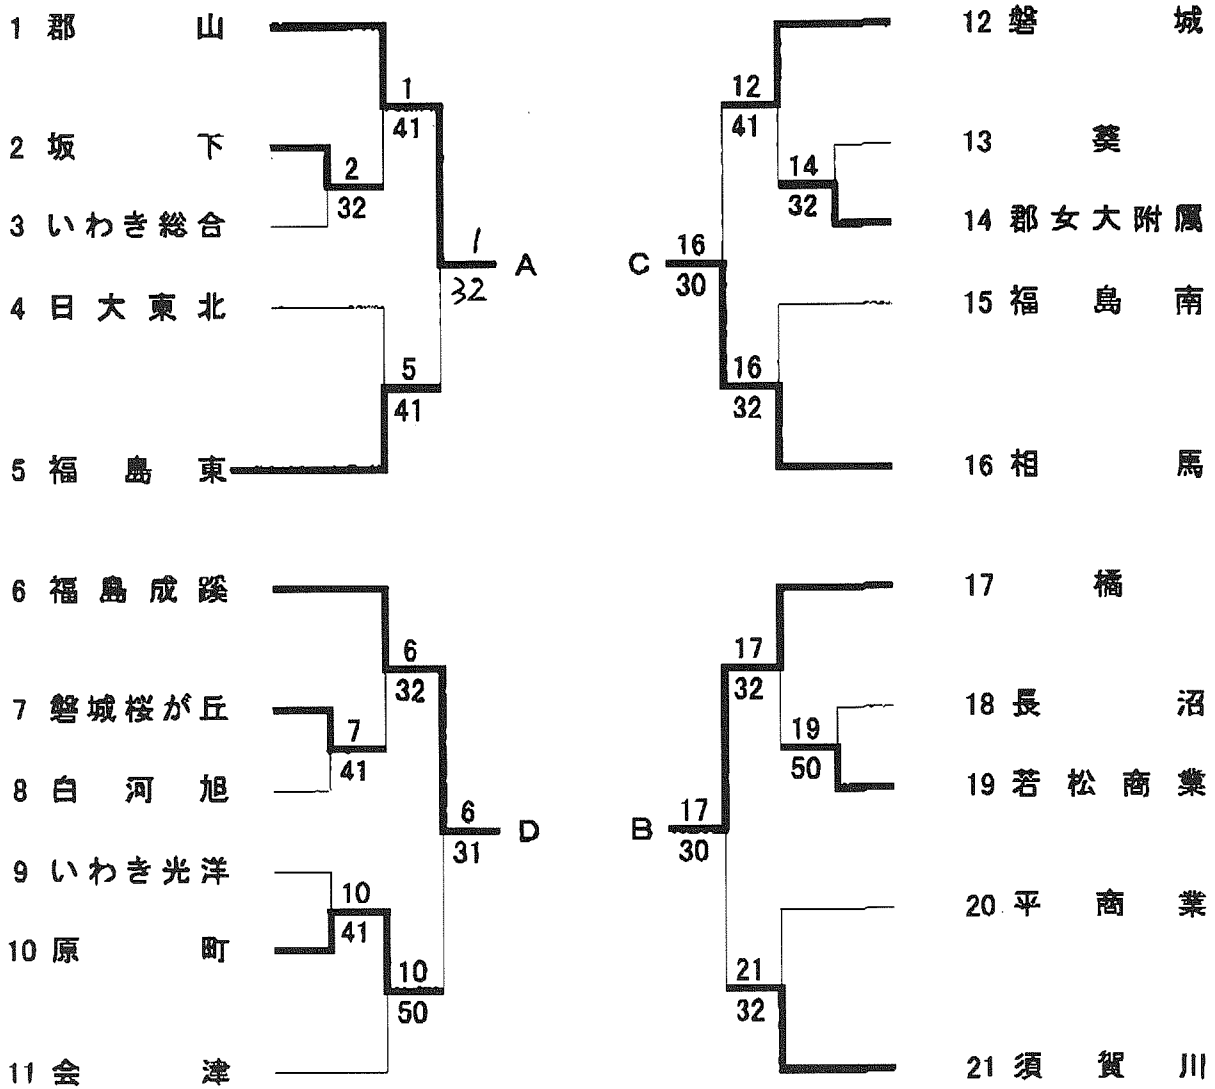 1 郡山
1
41
2 坂下
2
32
3 いわき総合
1
32
A
4 日大東北
5
41
5 福島東
6 福島成蹊
6
32
7 磐城桜が丘
7
41
8 白河旭
6
31
D
9 いわき光洋
10
41
10 原町
10
50
11 会津
12 磐城
12
41
13 葵
14
32
14 郡女大附属
C
16
30
15 福島南
16
32
16 相馬
17 橘
17
32
18 長沼
19
50
19 若松商業
B
17
30
20 平商業
21
32
21 須賀川